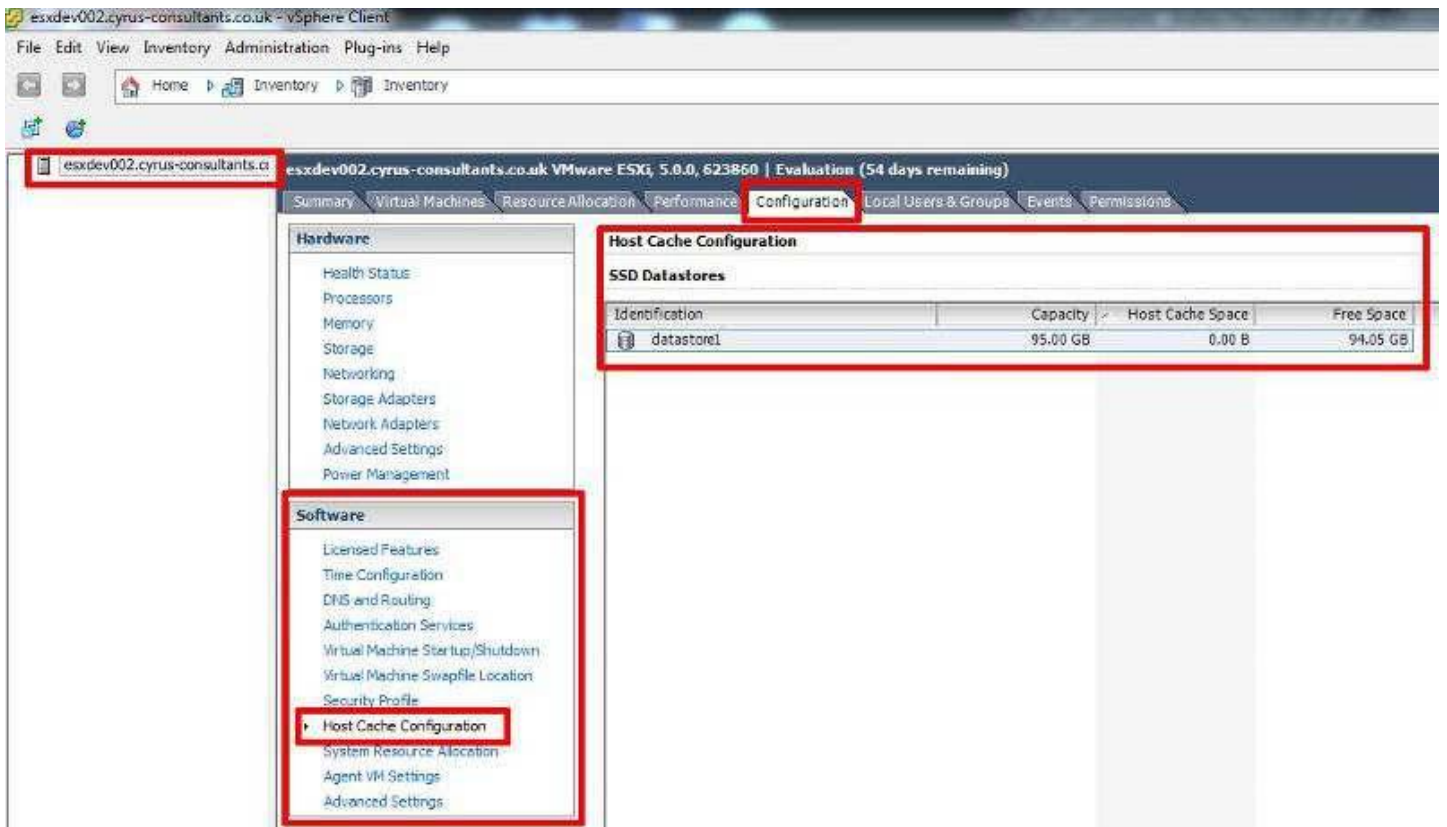 esxdev002.cyrus-consultants.co.uk - vSphere Client
File Edit View Inventory Administration Plug-ins Help
Home Inventory Inventory
esxdev002.cyrus-consultants.c
esxdev002.cyrus-consultants.co.uk VMware ESXi, 5.0.0, 623860 | Evaluation (54 days remaining)
Summary Virtual Machines Resource Allocation Performance Configuration Local Users & Groups Events Permissions
Hardware
Health Status
Processors
Memory
Storage
Networking
Storage Adapters
Network Adapters
Advanced Settings
Power Management
Software
Licensed Features
Time Configuration
DNS and Routing
Authentication Services
Virtual Machine Startup/Shutdown
Virtual Machine Swapfile Location
Security Profile
Host Cache Configuration
System Resource Allocation
Agent VM Settings
Advanced Settings
Host Cache Configuration
SSD Datastores
Identification Capacity Host Cache Space Free Space
datastore1 95.00 GB 0.00 B 94.05 GB